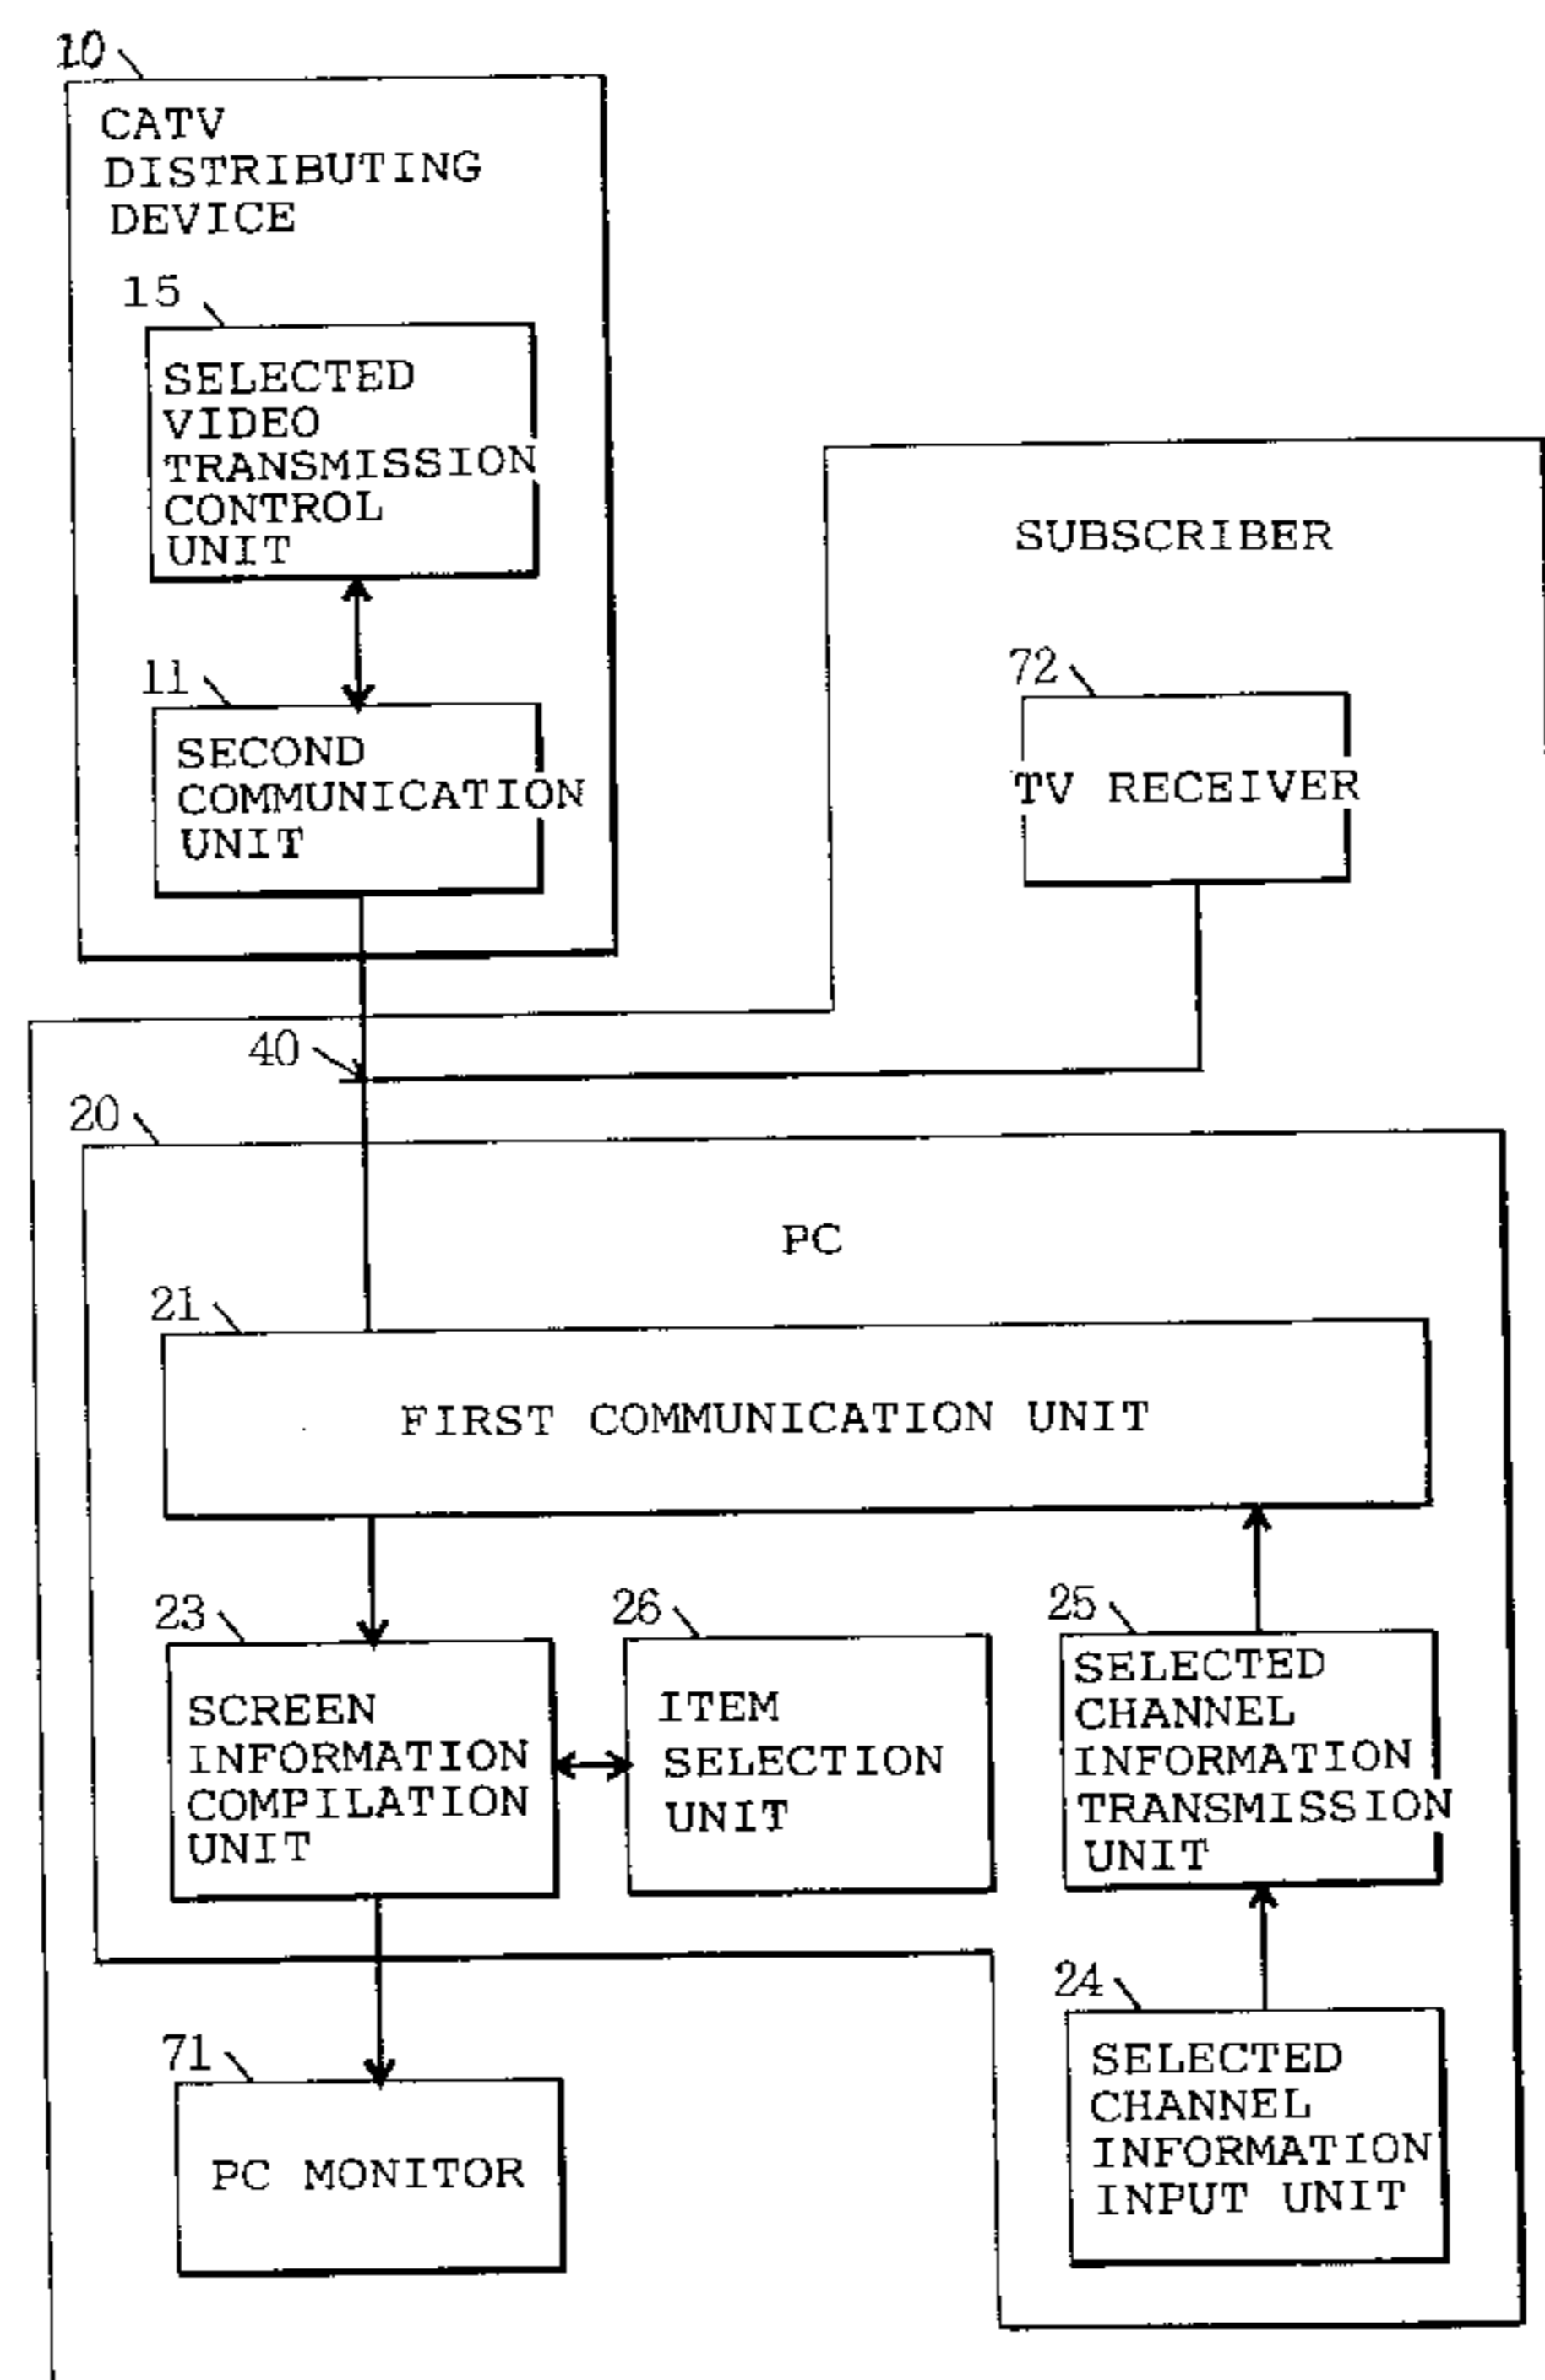 10
CATV
DISTRIBUTING
DEVICE
15
SELECTED
VIDEO
TRANSMISSION
CONTROL
UNIT
SUBSCRIBER
11
SECOND
COMMUNICATION
UNIT
72
TV RECEIVER
40
20
PC
21
FIRST COMMUNICATION UNIT
23
SCREEN
INFORMATION
COMPILATION
UNIT
26
ITEM
SELECTION
UNIT
25
SELECTED
CHANNEL
INFORMATION
TRANSMISSION
UNIT
24
SELECTED
CHANNEL
INFORMATION
INPUT UNIT
71
PC MONITOR